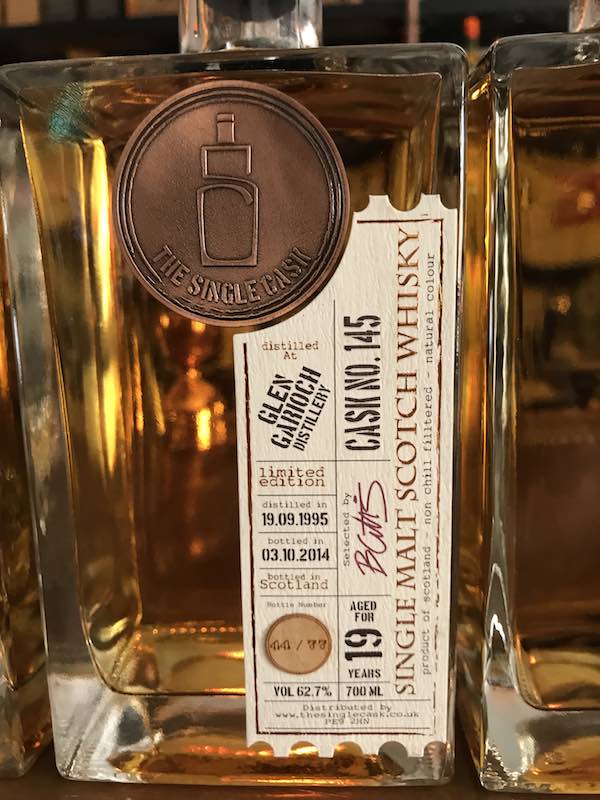 THE SINGLE CASK
distilled
At
GLEN
GARIOCH
DISTILLERY
CASK NO. 145
limited
edition
distilled in
19.09.1995
bottled in
03.10.2014
bottled in
Scotland
Selected by
Bottle Number
44 / 77
AGED
FOR
19
YEARS
VOL 62,7%
700 ML
SINGLE MALT SCOTCH WHISKY
product of scotland - non chill filltered - natural colour
Distributed by
www.thesinglecask.co.uk
PE9 2HN